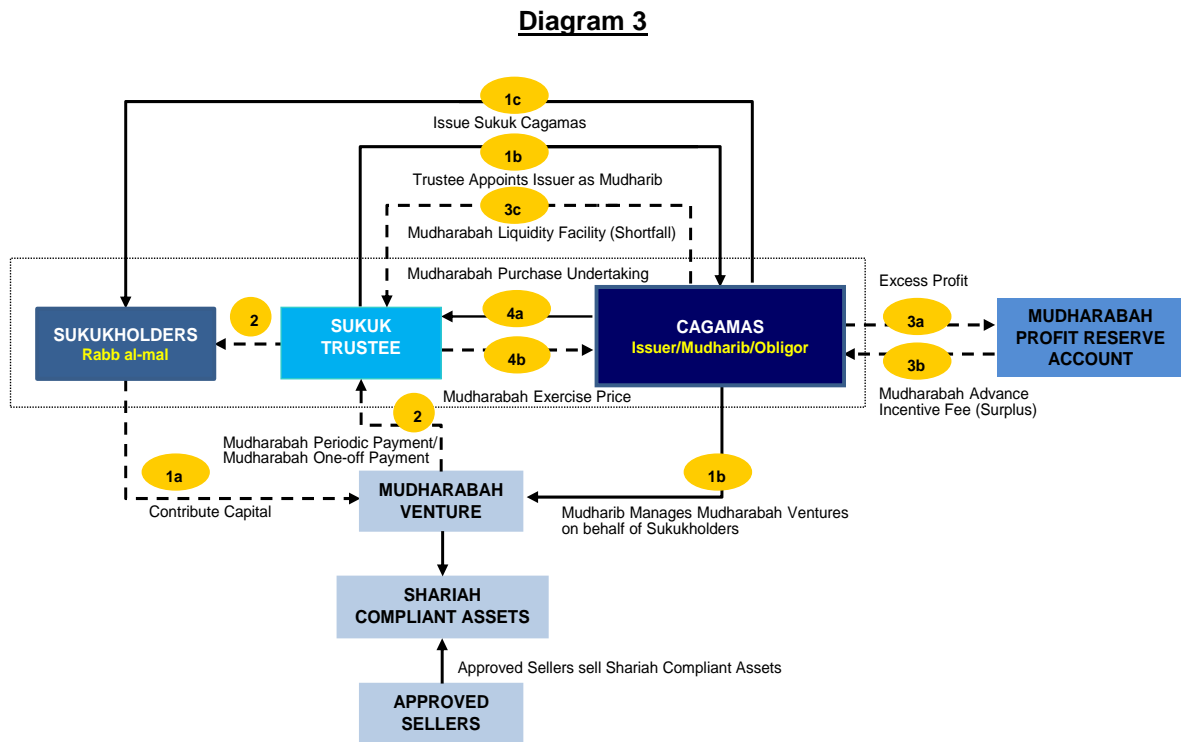 Diagram 3
1c
Issue Sukuk Cagamas
1b
Trustee Appoints Issuer as Mudharib
3c
Mudharabah Liquidity Facility (Shortfall)
Mudharabah Purchase Undertaking
Excess Profit
SUKUKHOLDERS
Rabb al-mal
2
SUKUK
TRUSTEE
4a
4b
CAGAMAS
Issuer/Mudharib/Obligor
3a
3b
MUDHARABAH
PROFIT RESERVE
ACCOUNT
Mudharabah Exercise Price
Mudharabah Advance
Incentive Fee (Surplus)
2
Mudharabah Periodic Payment/
Mudharabah One-off Payment
1a
Contribute Capital
MUDHARABAH
VENTURE
1b
Mudharib Manages Mudharabah Ventures
on behalf of Sukukholders
SHARIAH
COMPLIANT ASSETS
Approved Sellers sell Shariah Compliant Assets
APPROVED
SELLERS